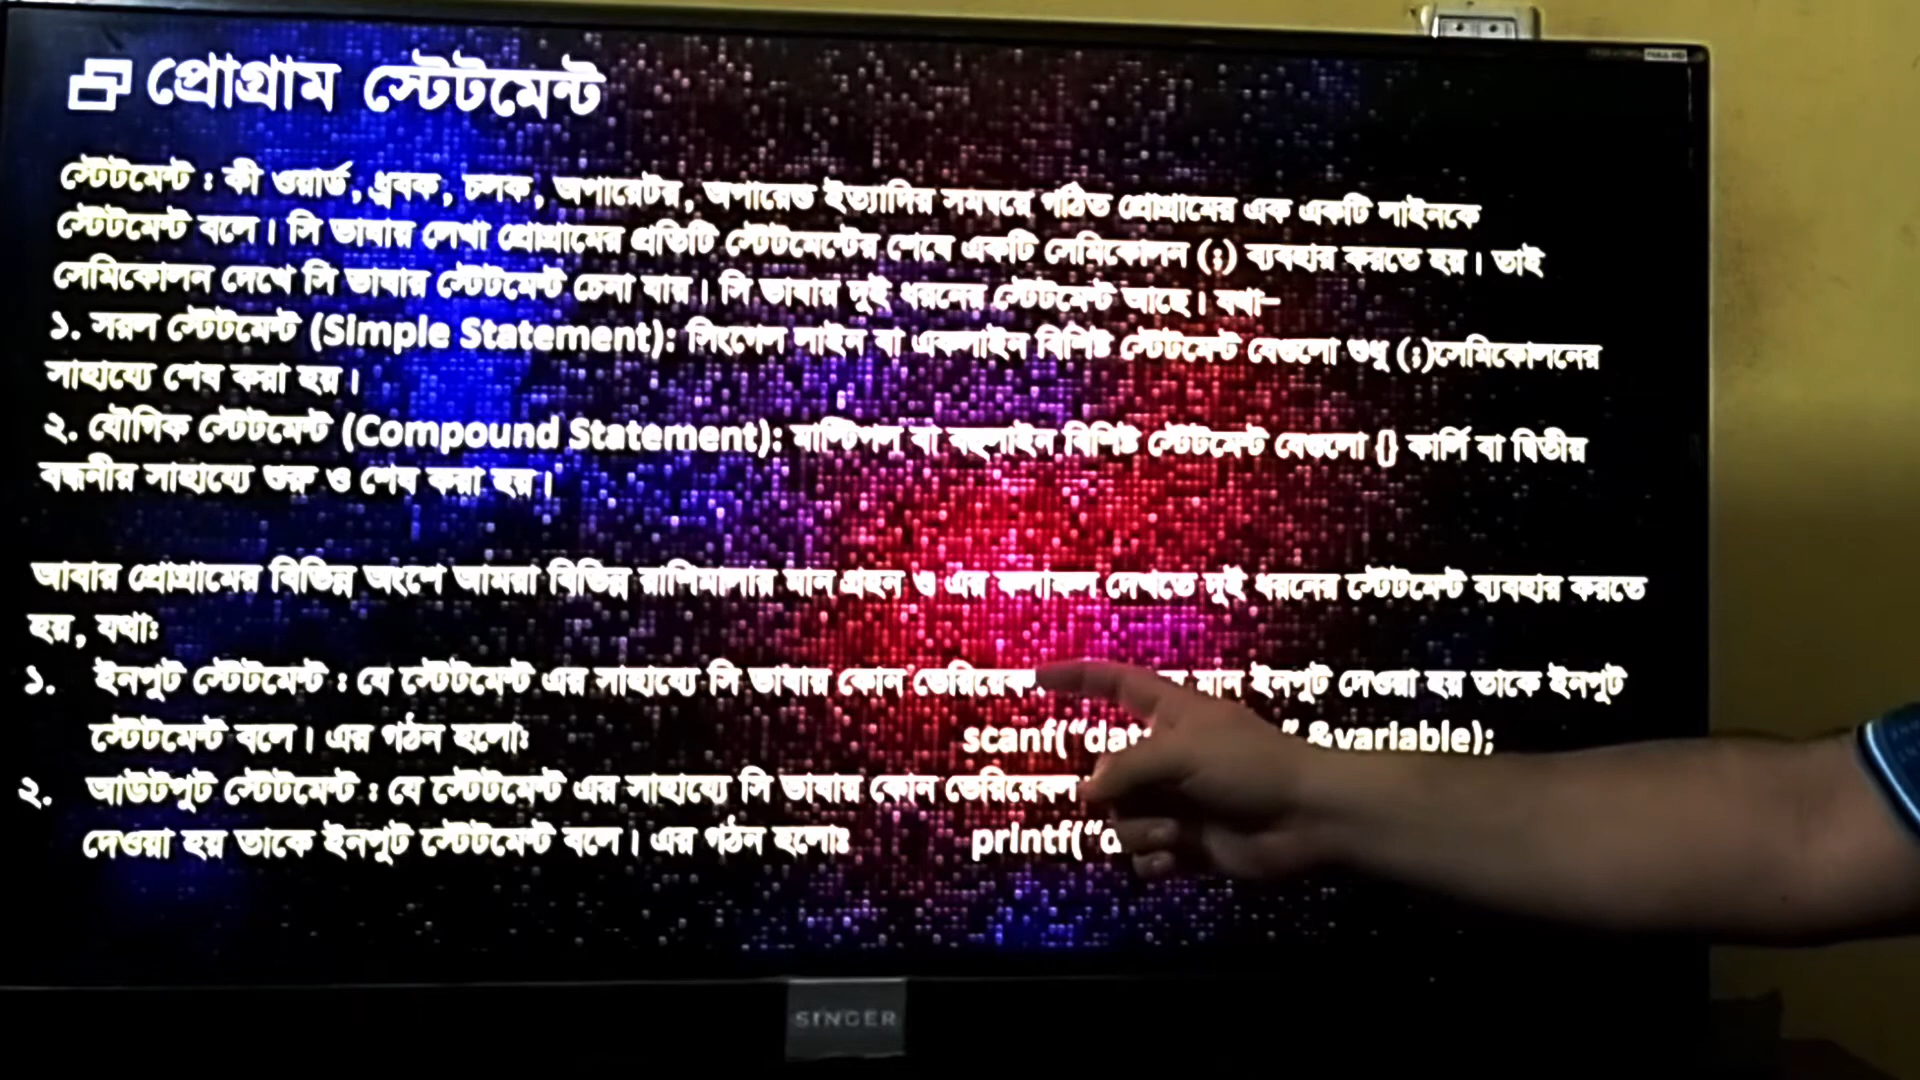 প্রোগ্রাম স্টেটমেন্ট
স্টেটমেন্ট : কী ওয়ার্ড, ধ্রুবক, চলক, অপারেটর, অপারেন্ড ইত্যাদির সমন্বয়ে গঠিত প্রোগ্রামের এক একটি লাইনকে
স্টেটমেন্ট বলে। সি ভাষায় লেখা প্রোগ্রামের প্রতিটি স্টেটমেন্টের শেষে একটি সেমিকোলন (;) ব্যবহার করতে হয়। তাই
সেমিকোলন দেখে সি ভাষার স্টেটমেন্ট চেনা যায়। সি ভাষায় দুই ধরনের স্টেটমেন্ট আছে। যথা–
১. সরল স্টেটমেন্ট (Simple Statement): সিংগেল লাইন বা একলাইন বিশিষ্ট স্টেটমেন্ট যেগুলো শুধু (;)সেমিকোলনের
সাহায্যে শেষ করা হয়।
২. যৌগিক স্টেটমেন্ট (Compound Statement): মাল্টিপল বা বহুলাইন বিশিষ্ট স্টেটমেন্ট যেগুলো {} কার্লি বা দ্বিতীয়
বন্ধনীর সাহায্যে শুরু ও শেষ করা হয়।
আবার প্রোগ্রামের বিভিন্ন অংশে আমরা বিভিন্ন রাশিমালার মান গ্রহন ও এর ফলাফল দেখতে দুই ধরনের স্টেটমেন্ট ব্যবহার করতে
হয়, যথাঃ
১. ইনপুট স্টেটমেন্ট : যে স্টেটমেন্ট এর সাহায্যে সি ভাষায় কোন মান ইনপুট দেওয়া হয় তাকে ইনপুট
স্টেটমেন্ট বলে। এর গঠন হলোঃ scanf(“dat ” &variable);
২. আউটপুট স্টেটমেন্ট : যে স্টেটমেন্ট এর সাহায্যে সি ভাষায় কোন ভেরিয়েবল
দেওয়া হয় তাকে ইনপুট স্টেটমেন্ট বলে। এর গঠন হলোঃ printf(“
SINGER